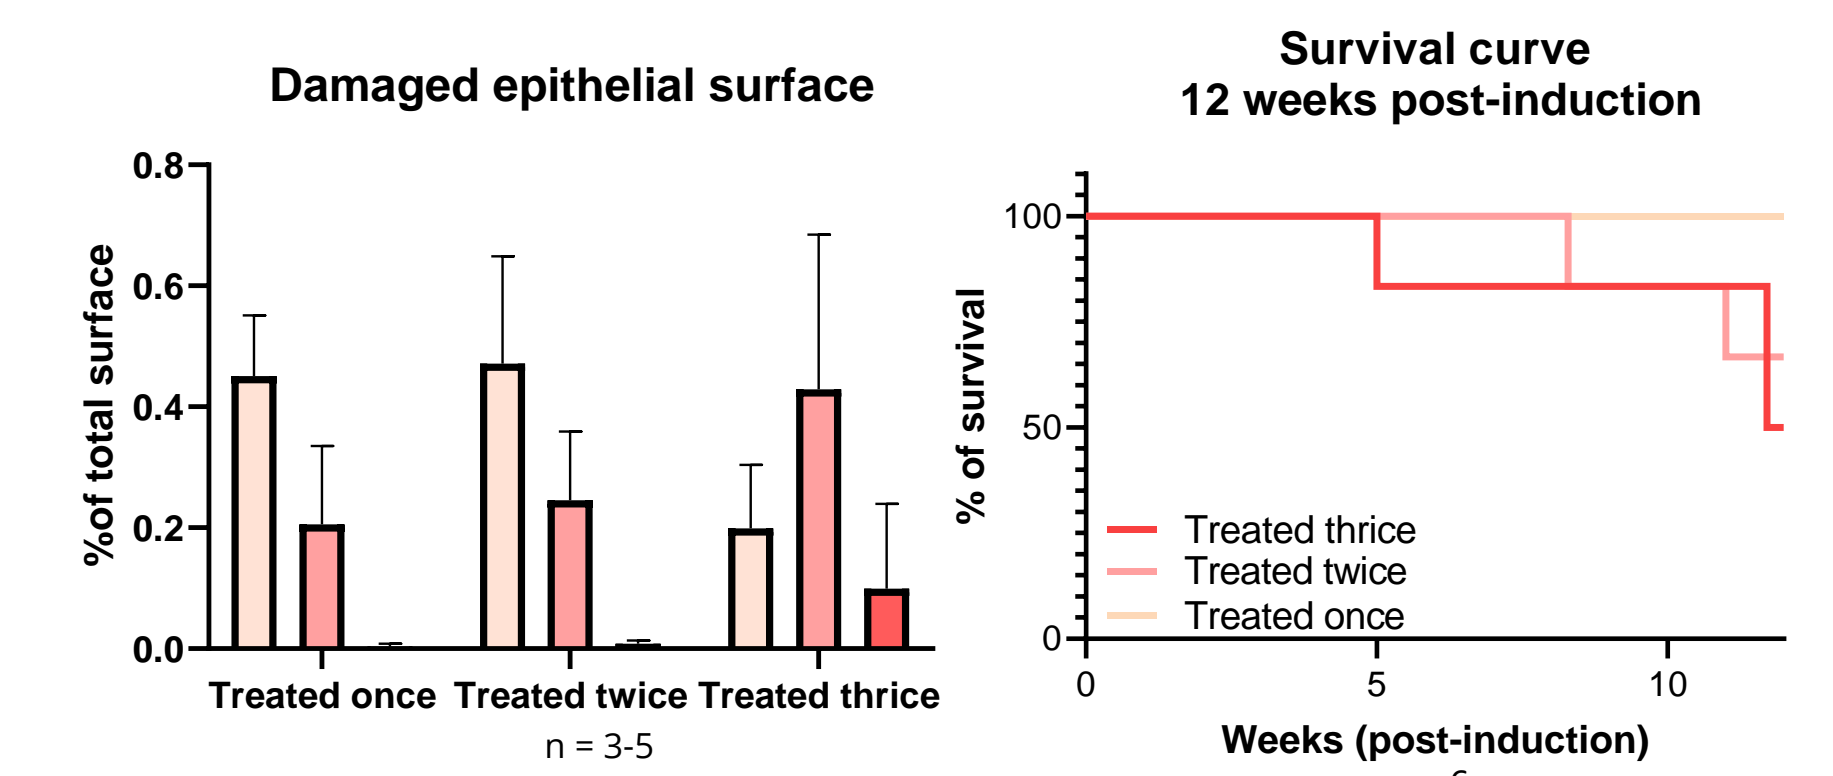 Damaged epithelial surface
%of total surface
0.8
0.6
0.4
0.2
0.0
Treated once Treated twice Treated thrice
n = 3-5
Survival curve
12 weeks post-induction
% of survival
100
50
0
Treated thrice
Treated twice
Treated once
0 5 10
Weeks (post-induction)